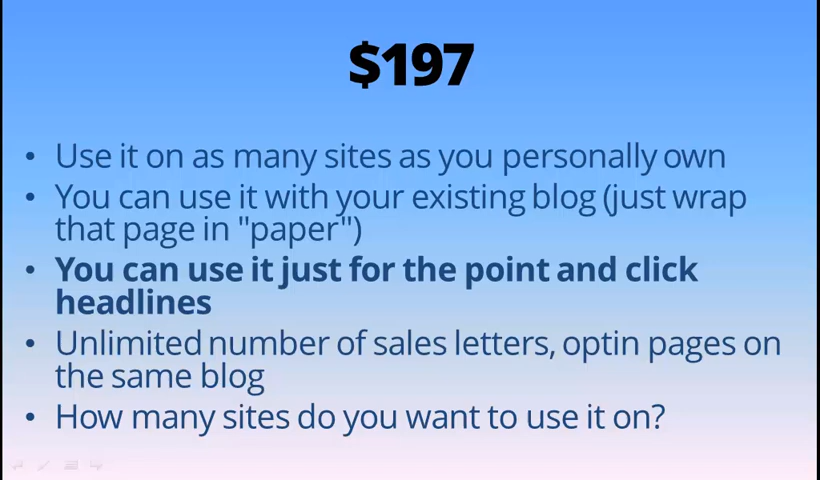 $197
• Use it on as many sites as you personally own
• You can use it with your existing blog (just wrap
that page in "paper")
• You can use it just for the point and click
headlines
• Unlimited number of sales letters, optin pages on
the same blog
• How many sites do you want to use it on?